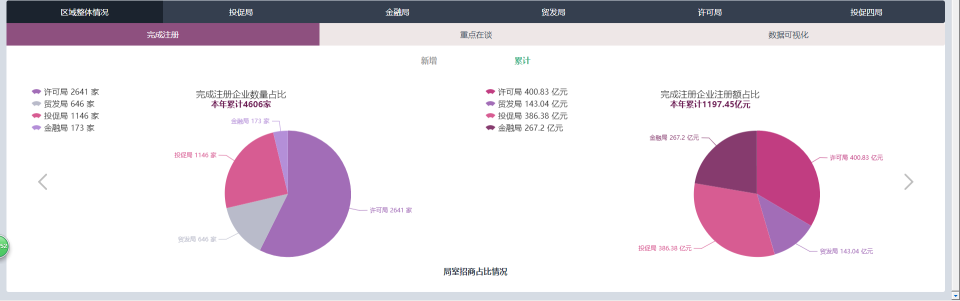 区域整体情况 投促局 金融局 贸发局 许可局 投促四局
完成注册 重点在谈 数据可视化
新增 累计
许可局 2641 家
贸发局 646 家
投促局 1146 家
金融局 173 家
完成注册企业数量占比
本年累计4606家
金融局 173 家
投促局 1146 家
许可局 2641 家
贸发局 646 家
许可局 400.83 亿元
贸发局 143.04 亿元
投促局 386.38 亿元
金融局 267.2 亿元
完成注册企业注册额占比
本年累计1197.45亿元
金融局 267.2 亿元
许可局 400.83 亿元
投促局 386.38 亿元
贸发局 143.04 亿元
局室招商占比情况
52